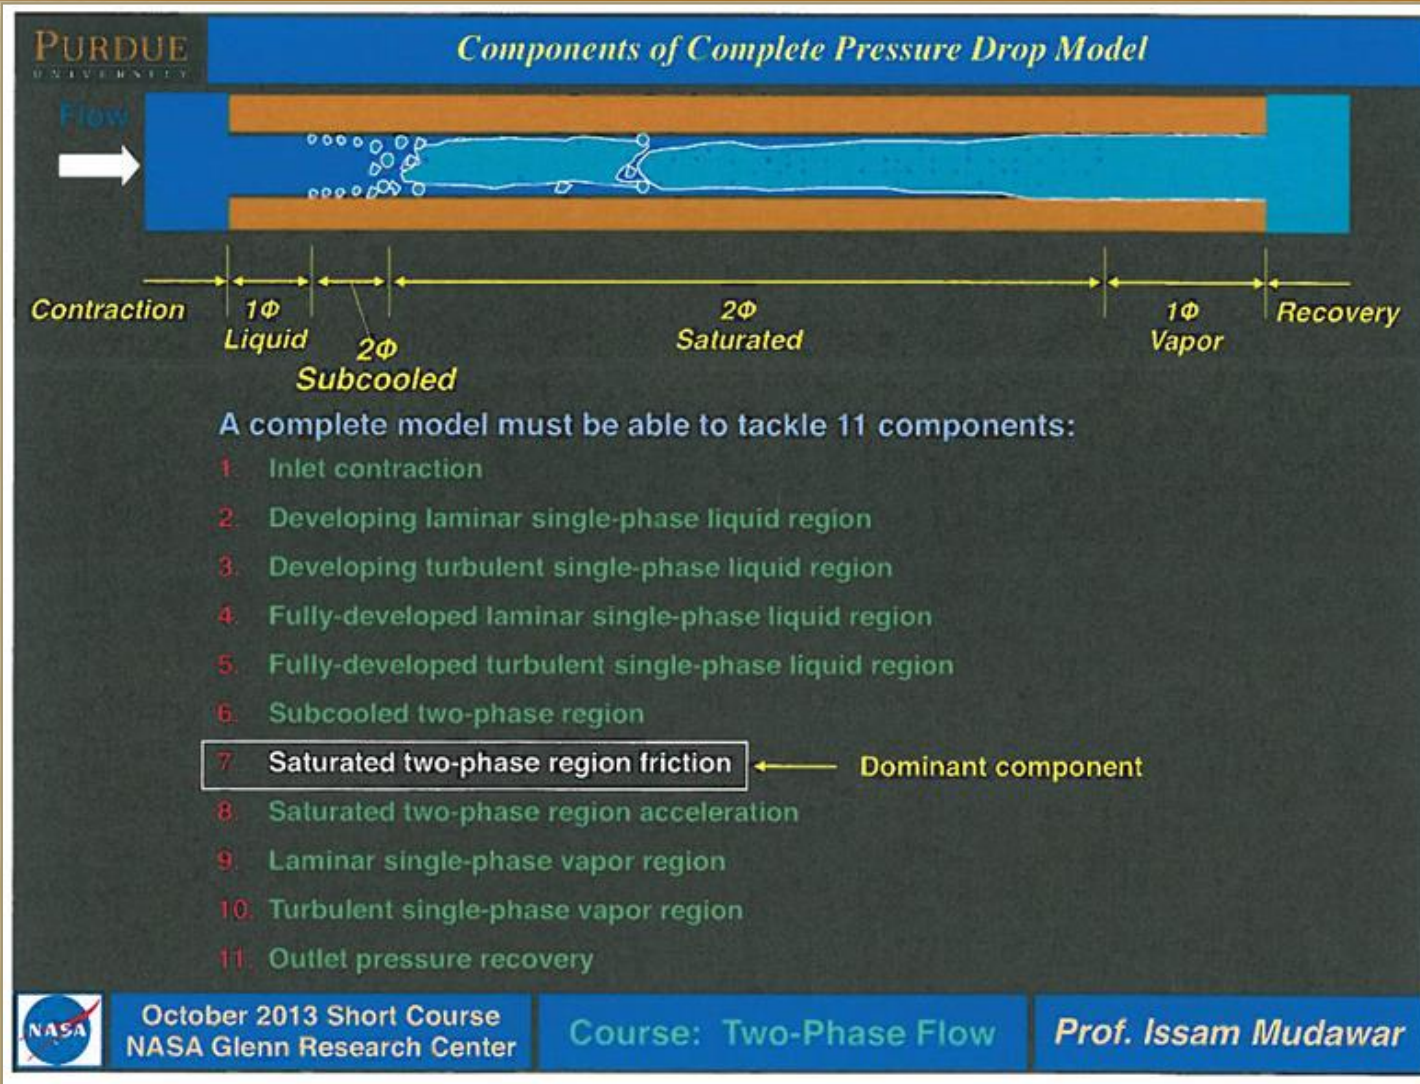 PURDUE
UNIVERSITY
Components of Complete Pressure Drop Model
Flow
Contraction
1Φ
Liquid
2Φ
Subcooled
2Φ
Saturated
1Φ
Vapor
Recovery
A complete model must be able to tackle 11 components:
1. Inlet contraction
2. Developing laminar single-phase liquid region
3. Developing turbulent single-phase liquid region
4. Fully-developed laminar single-phase liquid region
5. Fully-developed turbulent single-phase liquid region
6. Subcooled two-phase region
7 Saturated two-phase region friction
Dominant component
8. Saturated two-phase region acceleration
9. Laminar single-phase vapor region
10. Turbulent single-phase vapor region
11. Outlet pressure recovery
NASA
October 2013 Short Course
NASA Glenn Research Center
Course: Two-Phase Flow
Prof. Issam Mudawar